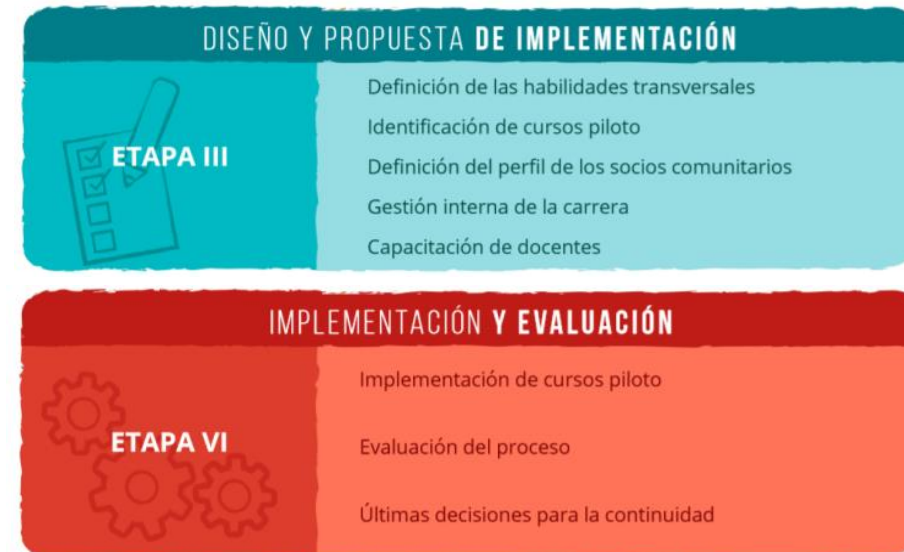 DISEÑO Y PROPUESTA DE IMPLEMENTACIÓN
ETAPA III
Definición de las habilidades transversales
Identificación de cursos piloto
Definición del perfil de los socios comunitarios
Gestión interna de la carrera
Capacitación de docentes
IMPLEMENTACIÓN Y EVALUACIÓN
ETAPA VI
Implementación de cursos piloto
Evaluación del proceso
Últimas decisiones para la continuidad